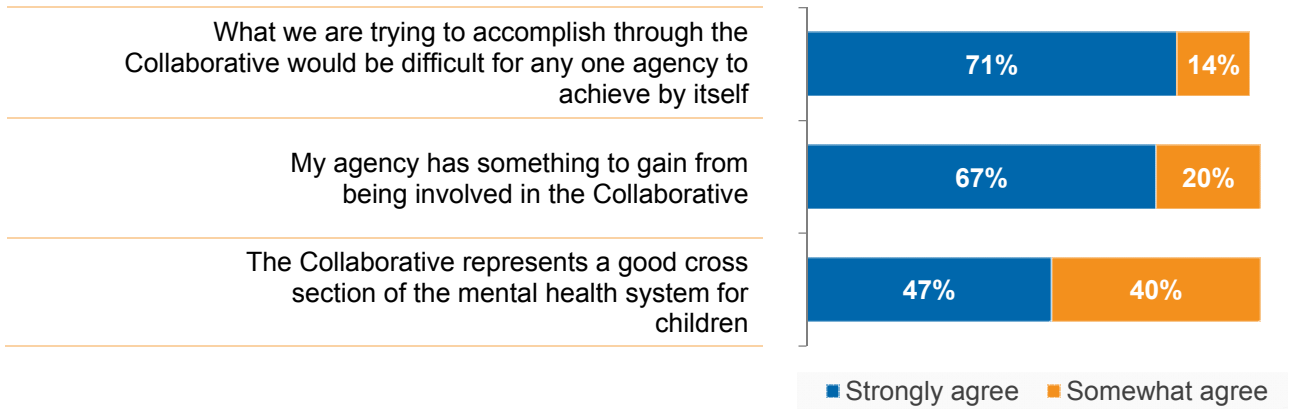 What we are trying to accomplish through the
Collaborative would be difficult for any one agency to
achieve by itself
71% 14%
My agency has something to gain from
being involved in the Collaborative
67% 20%
The Collaborative represents a good cross
section of the mental health system for
children
47% 40%
Strongly agree Somewhat agree